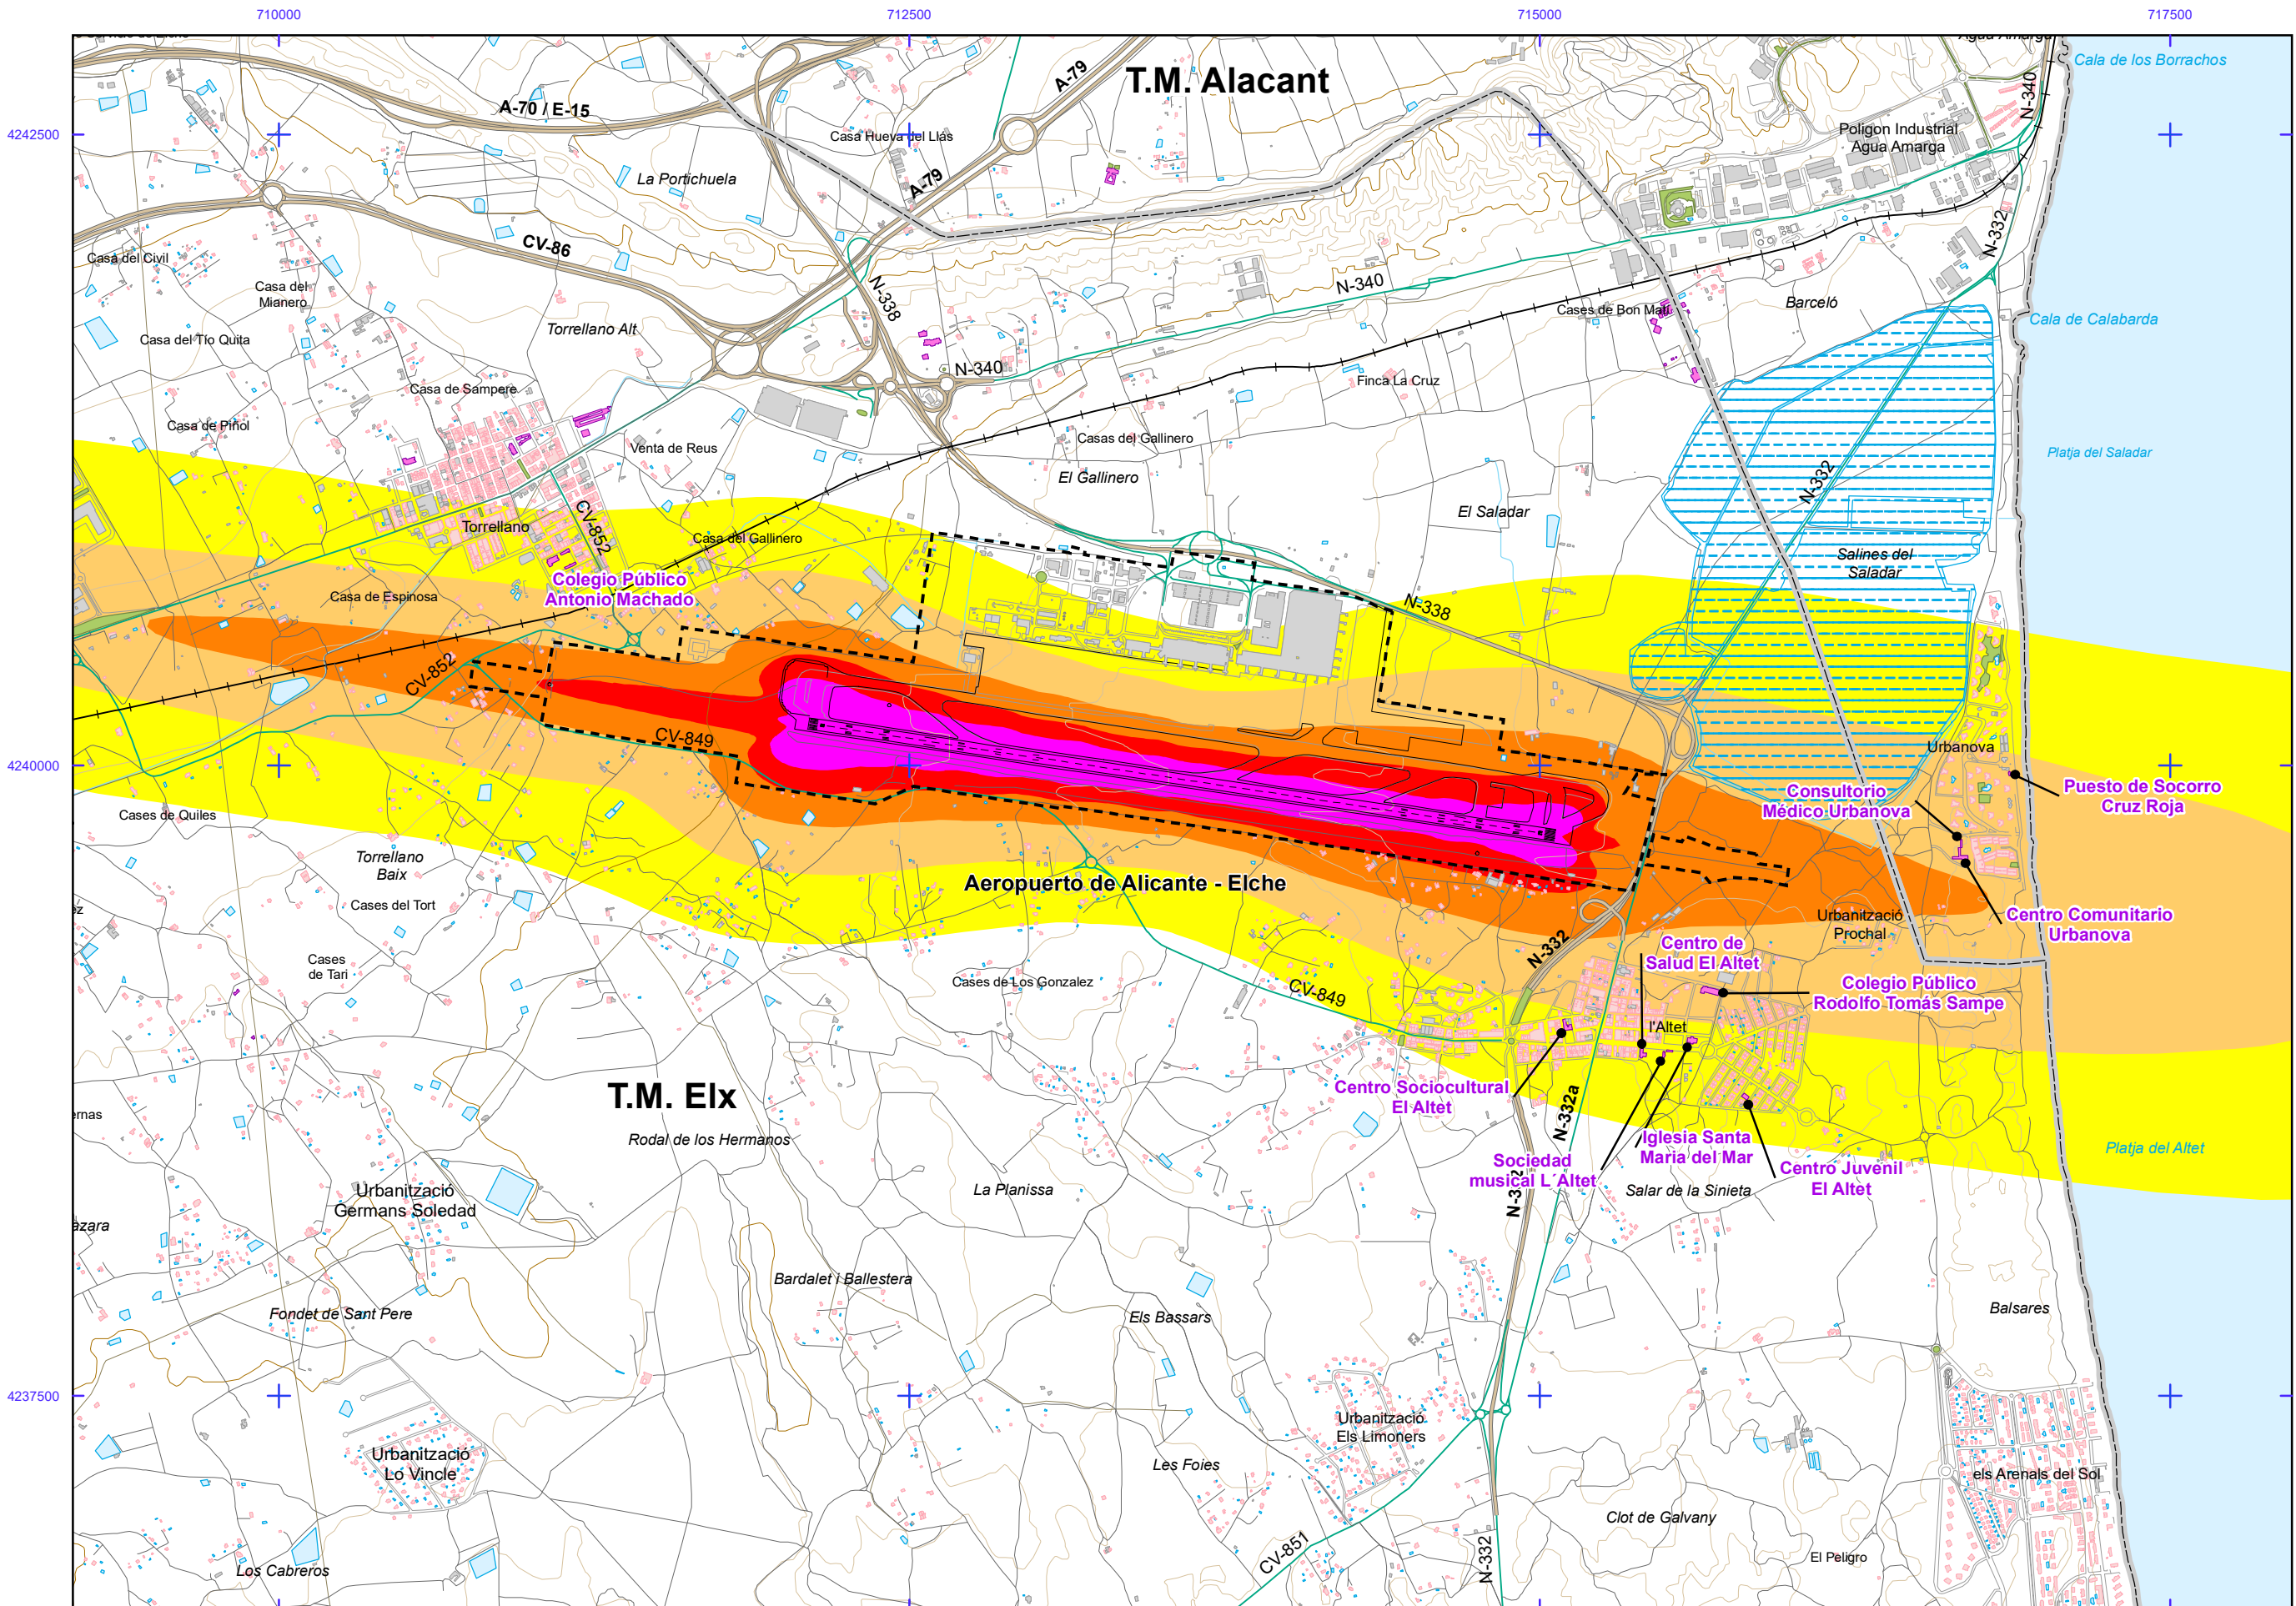 710000
712500
715000
717500
Agua Amarga
Cala de los Borrachos
T.M. Alacant
A-79
N-340
A-70 / E-15
4242500
Casa Hueva del Llás
Poligon Industrial
Agua Amarga
La Portichuela
A-79
CV-86
N-332
Casa del Civil
Casa del
Mianero
N-338
N-340
Cases de Bon Matí
Barceló
Cala de Calabarda
Torrellano Alt
Casa del Tío Quita
N-340
Casa de Sampere
Finca La Cruz
Casa de Piñol
Venta de Reus
Casas del Gallinero
Platja del Saladar
El Gallinero
N-332
El Saladar
Torrellano
CV-852
Casa del Gallinero
Salines del
Saladar
Colegio Público
Antonio Machado
Casa de Espinosa
N-338
CV-852
CV-849
Urbanova
4240000
Puesto de Socorro
Cruz Roja
Consultorio
Médico Urbanova
Cases de Quiles
Torrellano
Baix
Aeropuerto de Alicante - Elche
Cases del Tort
ez
Urbanització
Prochal
Centro Comunitario
Urbanova
N-332
Centro de
Salud El Altet
Cases
de Tari
Cases de Los Gonzalez
CV-849
Colegio Público
Rodolfo Tomás Sampe
l'Altet
T.M. Elx
Centro Sociocultural
El Altet
N-332a
ernas
Rodal de los Hermanos
Iglesia Santa
Maria del Mar
Platja del Altet
Sociedad
musical L´Altet
Centro Juvenil
El Altet
N-332
Urbanització
Germans Soledad
La Planissa
Salar de la Sinieta
azara
Bardalet i Ballestera
Fondet de Sant Pere
Els Bassars
Balsares
4237500
Urbanització
Els Limoners
Urbanització
Lo Vincle
Les Foies
els Arenals del Sol
Clot de Galvany
CV-851
N-332
El Peligro
Los Cabreros